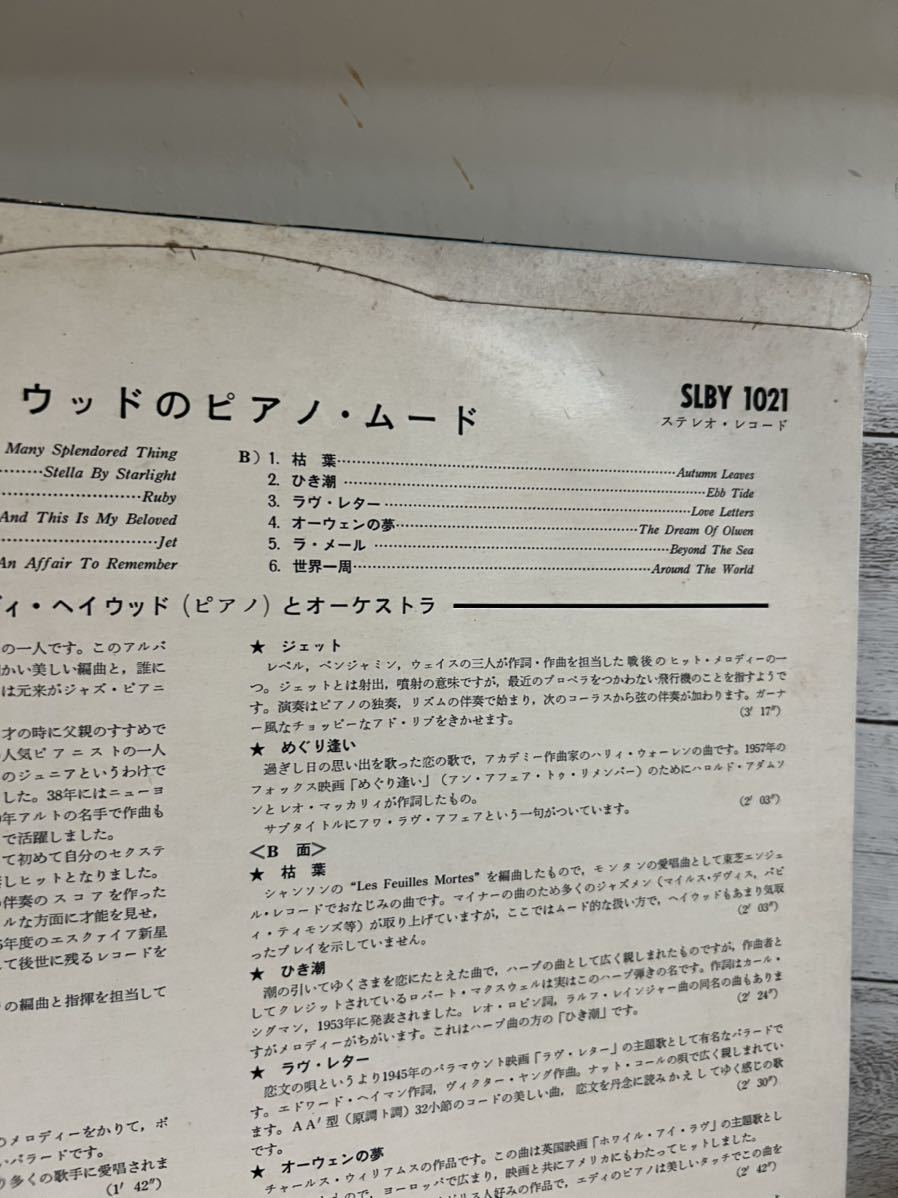 ウッドのピアノ・ムード
SLBY 1021
ステレオ・レコード
Many Splendored Thing
Stella By Starlight
Ruby
And This Is My Beloved
Jet
An Affair To Remember
B) 1. 枯葉 Autumn Leaves
2. ひき潮 Ebb Tide
3. ラヴ・レター Love Letters
4. オーウェンの夢 The Dream Of Olwen
5. ラ・メール Beyond The Sea
6. 世界一周 Around The World
ディ・ヘイウッド(ピアノ)とオーケストラ
の一人です。このアルバ
かい美しい編曲と,誰に
は元来がジャズ・ピアニ
才の時に父親のすすめで
人気ピアニストの一人
のジュニアというわけで
した。38年にはニューヨ
年アルトの名手で作曲も
で活躍しました。
て初めて自分のセクステ
しヒットとなりました。
伴奏のスコアを作った
ルな方面に才能を見せ,
年度のエスクァイア新星
て後世に残るレコードを
の編曲と指揮を担当して
のメロディーをかりて,ポ
バラードです。
り多くの歌手に愛唱されま
(1′ 42″)
★ ジェット
レベル,ベンジャミン,ウェイスの三人が作詞・作曲を担当した戦後のヒット・メロディーの一
つ。ジェットとは射出,噴射の意味ですが,最近のプロペラをつかわない飛行機のことを指すようで
す。演奏はピアノの独奏,リズムの伴奏で始まり,次のコーラスから弦の伴奏が加わります。ガーナ
ー風なチョッピーなアド・リブをきかせます。 (3′ 17″)
★ めぐり逢い
過ぎし日の思い出を歌った恋の歌で,アカデミー作曲家のハリィ・ウォーレンの曲です。1957年の
フォックス映画「めぐり逢い」(アン・アフェア・トゥ・リメンバー)のためにハロルド・アダムソ
ンとレオ・マッカリィが作詞したもの。
サブタイトルにアワ・ラヴ・アフェアという一句がついています。 (2′ 03″)
<B 面>
★ 枯葉
シャンソンの“Les Feuilles Mortes”を編曲したもので,モンタンの愛唱曲として東芝エンジェ
ル・レコードでおなじみの曲です。マイナーの曲のため多くのジャズメン(マイルス・デヴィス,バビ
ィ・ティモンズ等)が取り上げていますが,ここではムード的な扱い方で,ヘイウッドもあまり気取
ったプレイを示していません。 (2′ 03″)
★ ひき潮
潮の引いてゆくさまを恋にたとえた曲で,ハープの曲として広く親しまれたものですが,作曲者と
してクレジットされているロバート・マクスウェルは実はこのハープ弾きの名です。作詞はカール・
シグマン,1953年に発表されました。レオ・ロビン詞,ラルフ・レインジャー曲の同名の曲もありま
すがメロディーがちがいます。これはハープ曲の方の「ひき潮」です。 (2′ 24″)
★ ラヴ・レター
恋文の唄というより1945年のパラマウント映画「ラヴ・レター」の主題歌として有名なバラードで
す。エドワード・ヘイマン作詞,ヴィクター・ヤング作曲。ナット・コールの唄で広く親しまれてい
ます。AA′型(原調ト調)32小節のコードの美しい曲,恋文を丹念に読みかえしてゆく感じの歌
です。 (2′ 30″)
★ オーウェンの夢
チャールス・ウィリアムスの作品です。この曲は英国映画「ホワイル・アイ・ラヴ」の主題歌とし
たもので,ヨーロッパで広まり,映画と共にアメリカにもわたってヒットしました。
リス人好みの作品で,エディのピアノは美しいタッチでこの曲を
(2′ 42″)